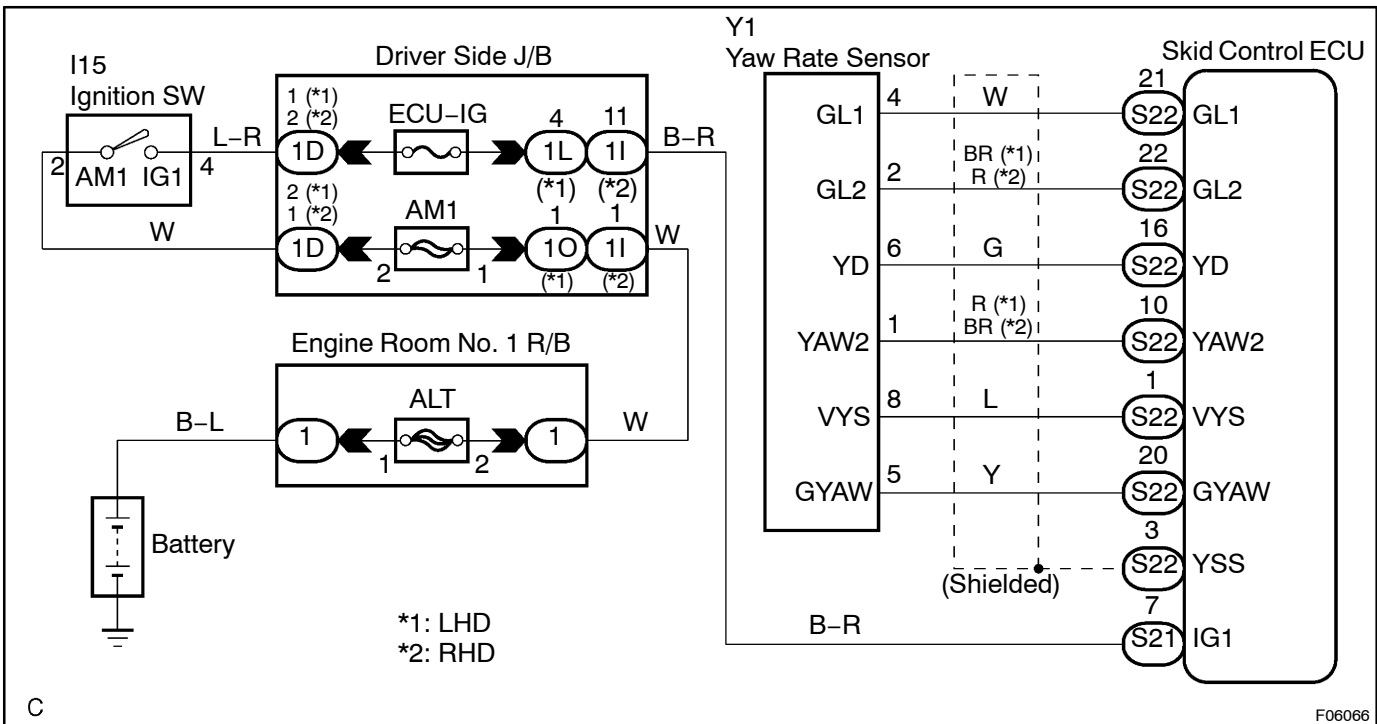 I15
Ignition SW
2
AM1 IG1
4
L–R
W
Driver Side J/B
1 (*1)
2 (*2)
1D
ECU–IG
4
1L
(*1)
11
1I
(*2)
B–R
2 (*1)
1 (*2)
1D
AM1
2
1
1
1O
(*1)
1
1I
(*2)
W
Engine Room No. 1 R/B
B–L
1
ALT
1
2
1
W
Battery
*1: LHD
*2: RHD
Y1
Yaw Rate Sensor
Skid Control ECU
GL1 4 W 21 S22 GL1
GL2 2 BR (*1) R (*2) 22 S22 GL2
YD 6 G 16 S22 YD
YAW2 1 R (*1) BR (*2) 10 S22 YAW2
VYS 8 L 1 S22 VYS
GYAW 5 Y 20 S22 GYAW
(Shielded) 3 S22 YSS
B–R 7 S21 IG1
C
F06066